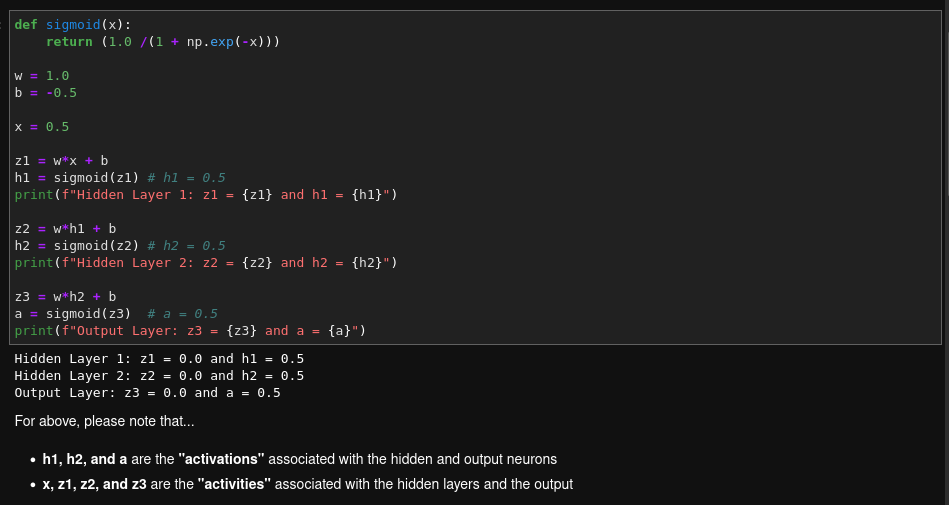 def sigmoid(x):
    return (1.0 /(1 + np.exp(-x)))
w = 1.0
b = -0.5
x = 0.5
z1 = w*x + b
h1 = sigmoid(z1) # h1 = 0.5
print(f"Hidden Layer 1: z1 = {z1} and h1 = {h1}")
z2 = w*h1 + b
h2 = sigmoid(z2) # h2 = 0.5
print(f"Hidden Layer 2: z2 = {z2} and h2 = {h2}")
z3 = w*h2 + b
a = sigmoid(z3)  # a = 0.5
print(f"Output Layer: z3 = {z3} and a = {a}")
Hidden Layer 1: z1 = 0.0 and h1 = 0.5
Hidden Layer 2: z2 = 0.0 and h2 = 0.5
Output Layer: z3 = 0.0 and a = 0.5
For above, please note that...
• h1, h2, and a are the "activations" associated with the hidden and output neurons
• x, z1, z2, and z3 are the "activities" associated with the hidden layers and the output